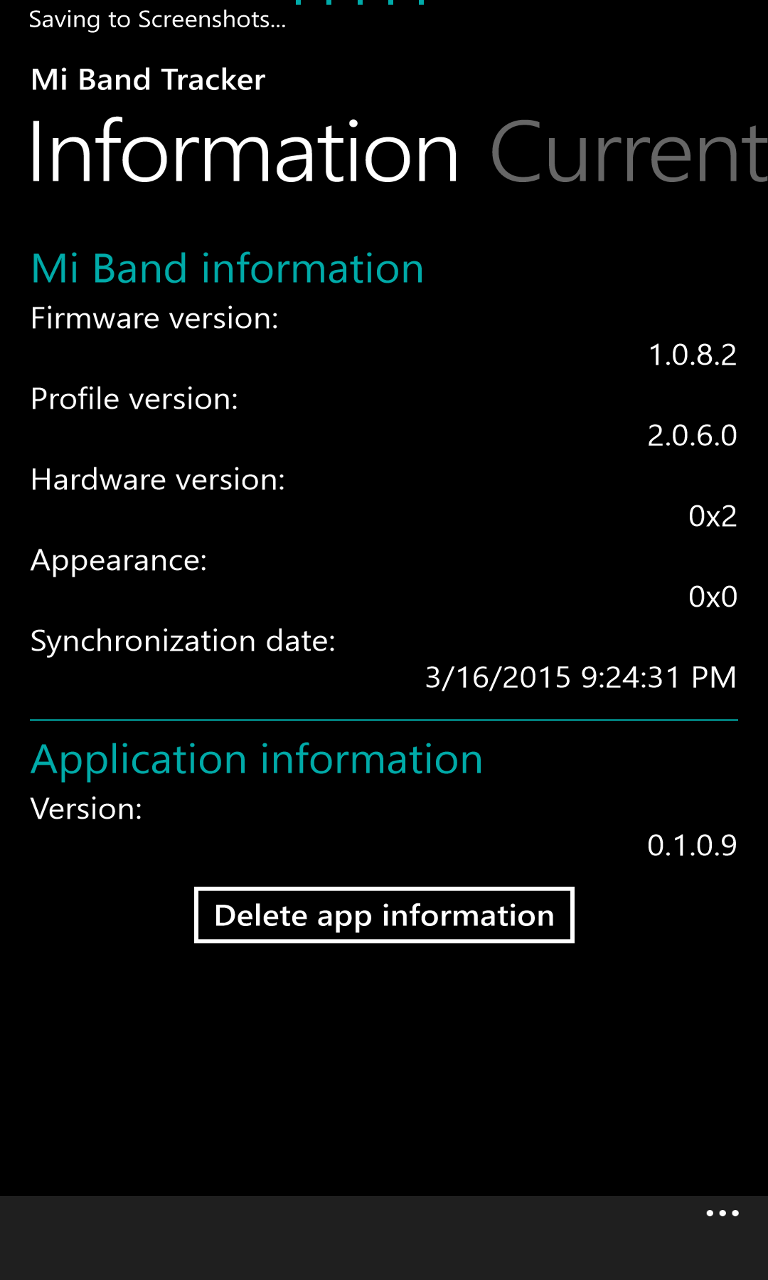 Saving to Screenshots...
Mi Band Tracker
Information Current
Mi Band information
Firmware version:
1.0.8.2
Profile version:
2.0.6.0
Hardware version:
0x2
Appearance:
0x0
Synchronization date:
3/16/2015 9:24:31 PM
Application information
Version:
0.1.0.9
Delete app information
...